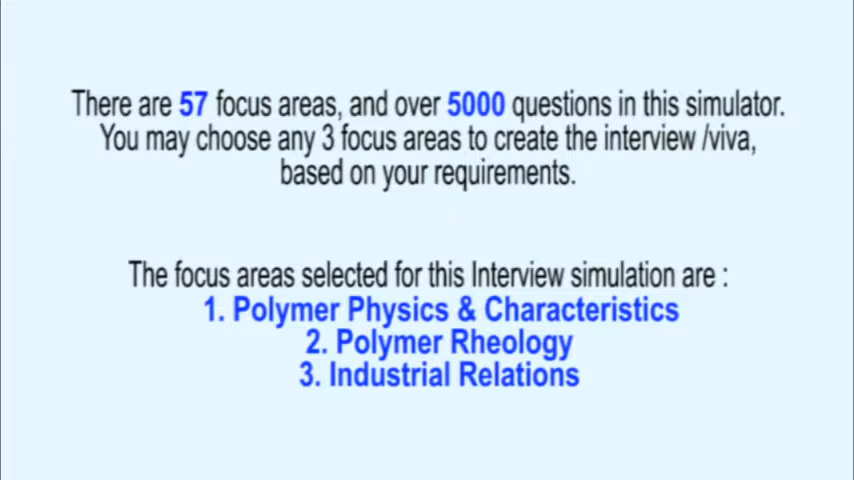 There are 57 focus areas, and over 5000 questions in this simulator.
You may choose any 3 focus areas to create the interview /viva,
based on your requirements.
The focus areas selected for this Interview simulation are :
1. Polymer Physics & Characteristics
2. Polymer Rheology
3. Industrial Relations